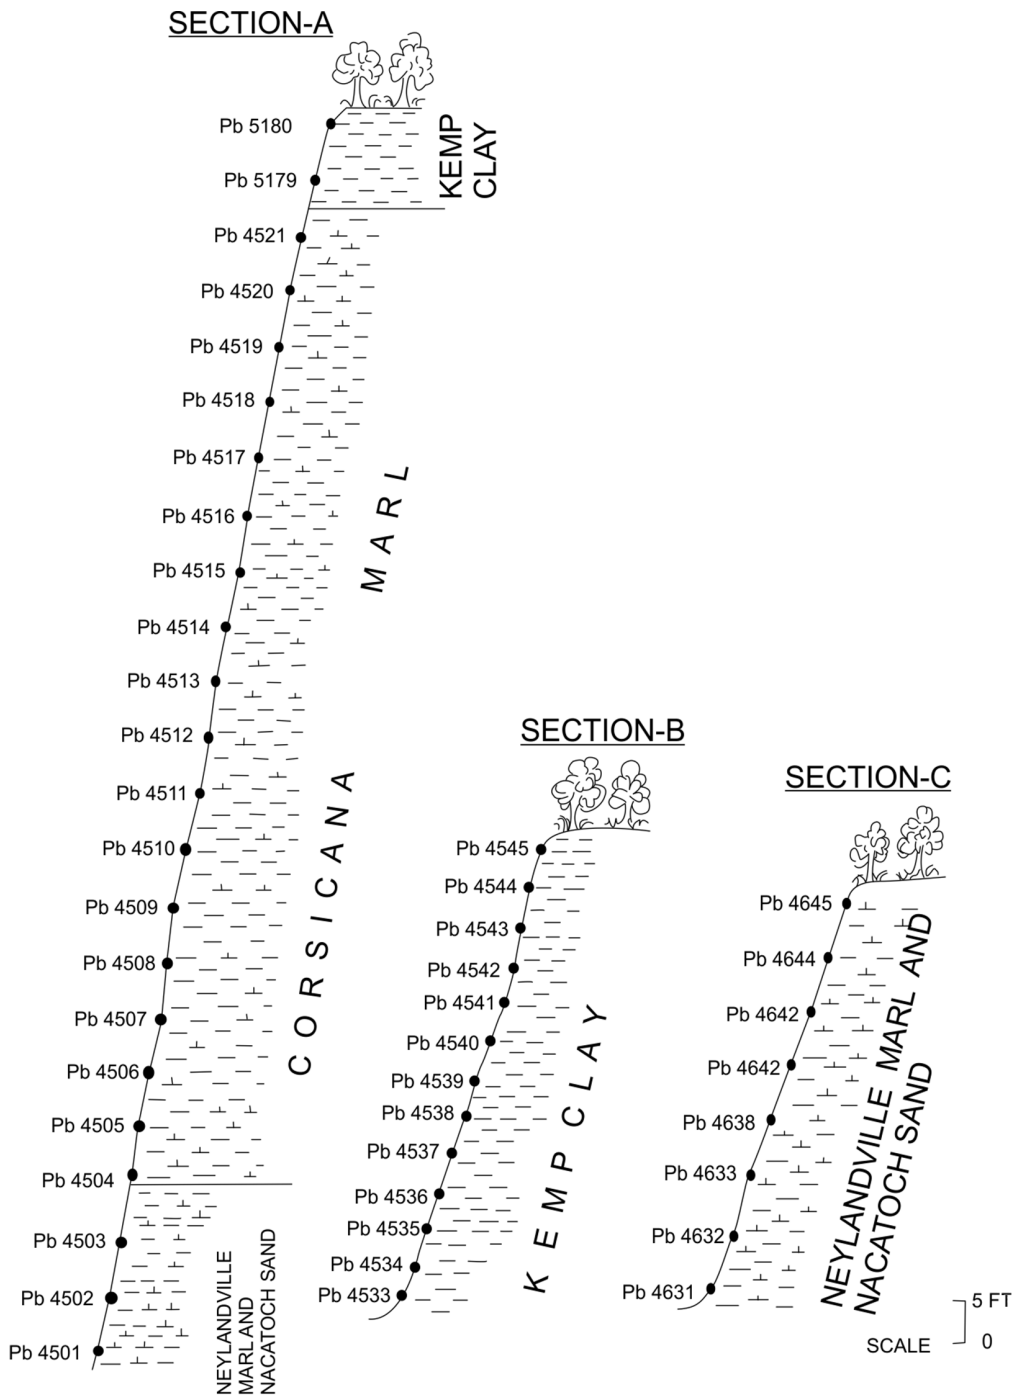 SECTION-A
Pb 5180
Pb 5179
KEMP
CLAY
Pb 4521
Pb 4520
Pb 4519
Pb 4518
Pb 4517
Pb 4516
Pb 4515
Pb 4514
Pb 4513
Pb 4512
Pb 4511
Pb 4510
Pb 4509
Pb 4508
Pb 4507
Pb 4506
Pb 4505
Pb 4504
Pb 4503
Pb 4502
Pb 4501
CORSICANA MARL
NEYLANDVILLE
MARLAND
NACATOCH SAND
SECTION-B
Pb 4545
Pb 4544
Pb 4543
Pb 4542
Pb 4541
Pb 4540
Pb 4539
Pb 4538
Pb 4537
Pb 4536
Pb 4535
Pb 4534
Pb 4533
KEMP CLAY
SECTION-C
Pb 4645
Pb 4644
Pb 4642
Pb 4642
Pb 4638
Pb 4633
Pb 4632
Pb 4631
NEYLANDVILLE MARL AND
NACATOCH SAND
5 FT
SCALE 0